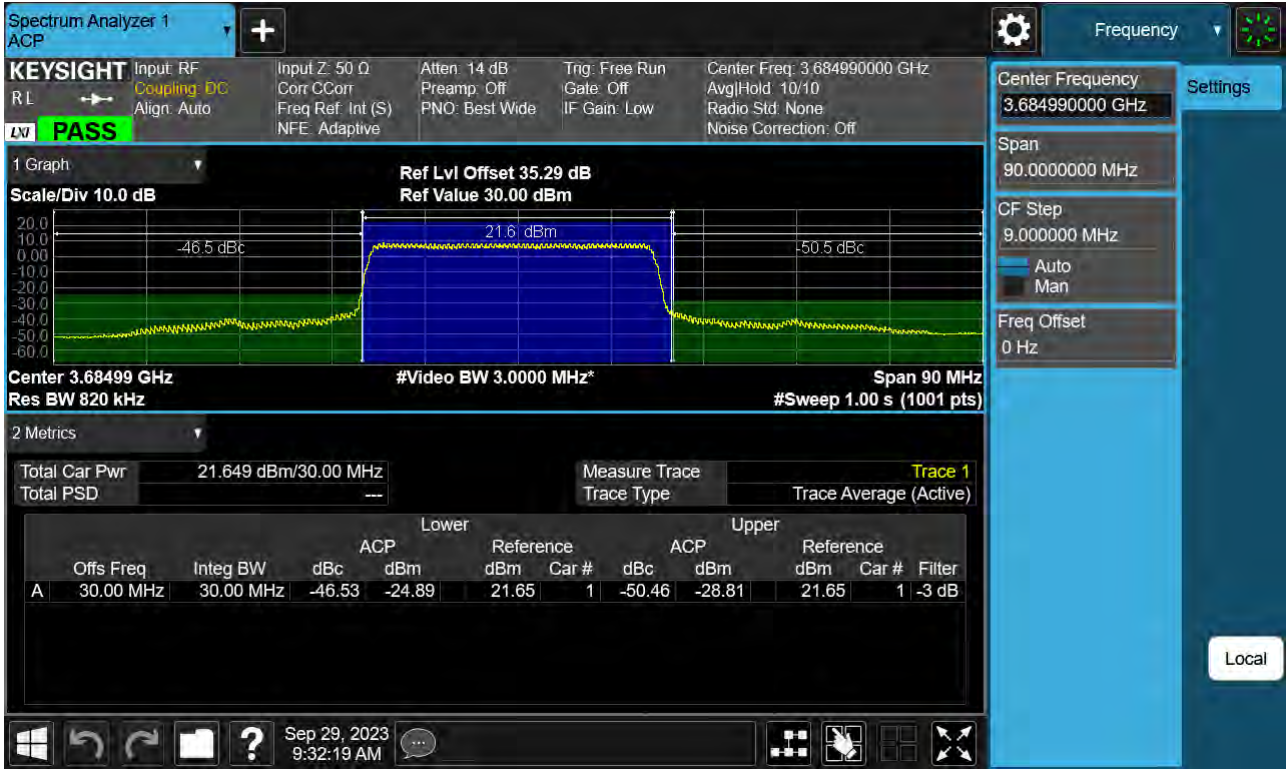 Spectrum Analyzer 1
ACP
Frequency
KEYSIGHT
R L
LXI
PASS
Input: RF
Coupling: DC
Align: Auto
Input Z: 50 Ω
Corr CCorr
Freq Ref: Int (S)
NFE: Adaptive
Atten: 14 dB
Preamp: Off
PNO: Best Wide
Trig: Free Run
Gate: Off
IF Gain: Low
Center Freq: 3.684990000 GHz
Avg|Hold: 10/10
Radio Std: None
Noise Correction: Off
1 Graph
Scale/Div 10.0 dB
Ref Lvl Offset 35.29 dB
Ref Value 30.00 dBm
20.0
10.0
0.00
-10.0
-20.0
-30.0
-40.0
-50.0
-60.0
-46.5 dBc
21.6 dBm
-50.5 dBc
Center 3.68499 GHz
#Video BW 3.0000 MHz*
Span 90 MHz
Res BW 820 kHz
#Sweep 1.00 s (1001 pts)
2 Metrics
Total Car Pwr 21.649 dBm/30.00 MHz
Total PSD ---
Measure Trace Trace 1
Trace Type Trace Average (Active)
Lower Upper
ACP Reference ACP Reference
Offs Freq Integ BW dBc dBm dBm Car # dBc dBm dBm Car # Filter
A 30.00 MHz 30.00 MHz -46.53 -24.89 21.65 1 -50.46 -28.81 21.65 1 -3 dB
Sep 29, 2023
9:32:19 AM
Center Frequency
3.684990000 GHz
Span
90.0000000 MHz
CF Step
9.000000 MHz
Auto
Man
Freq Offset
0 Hz
Settings
Local